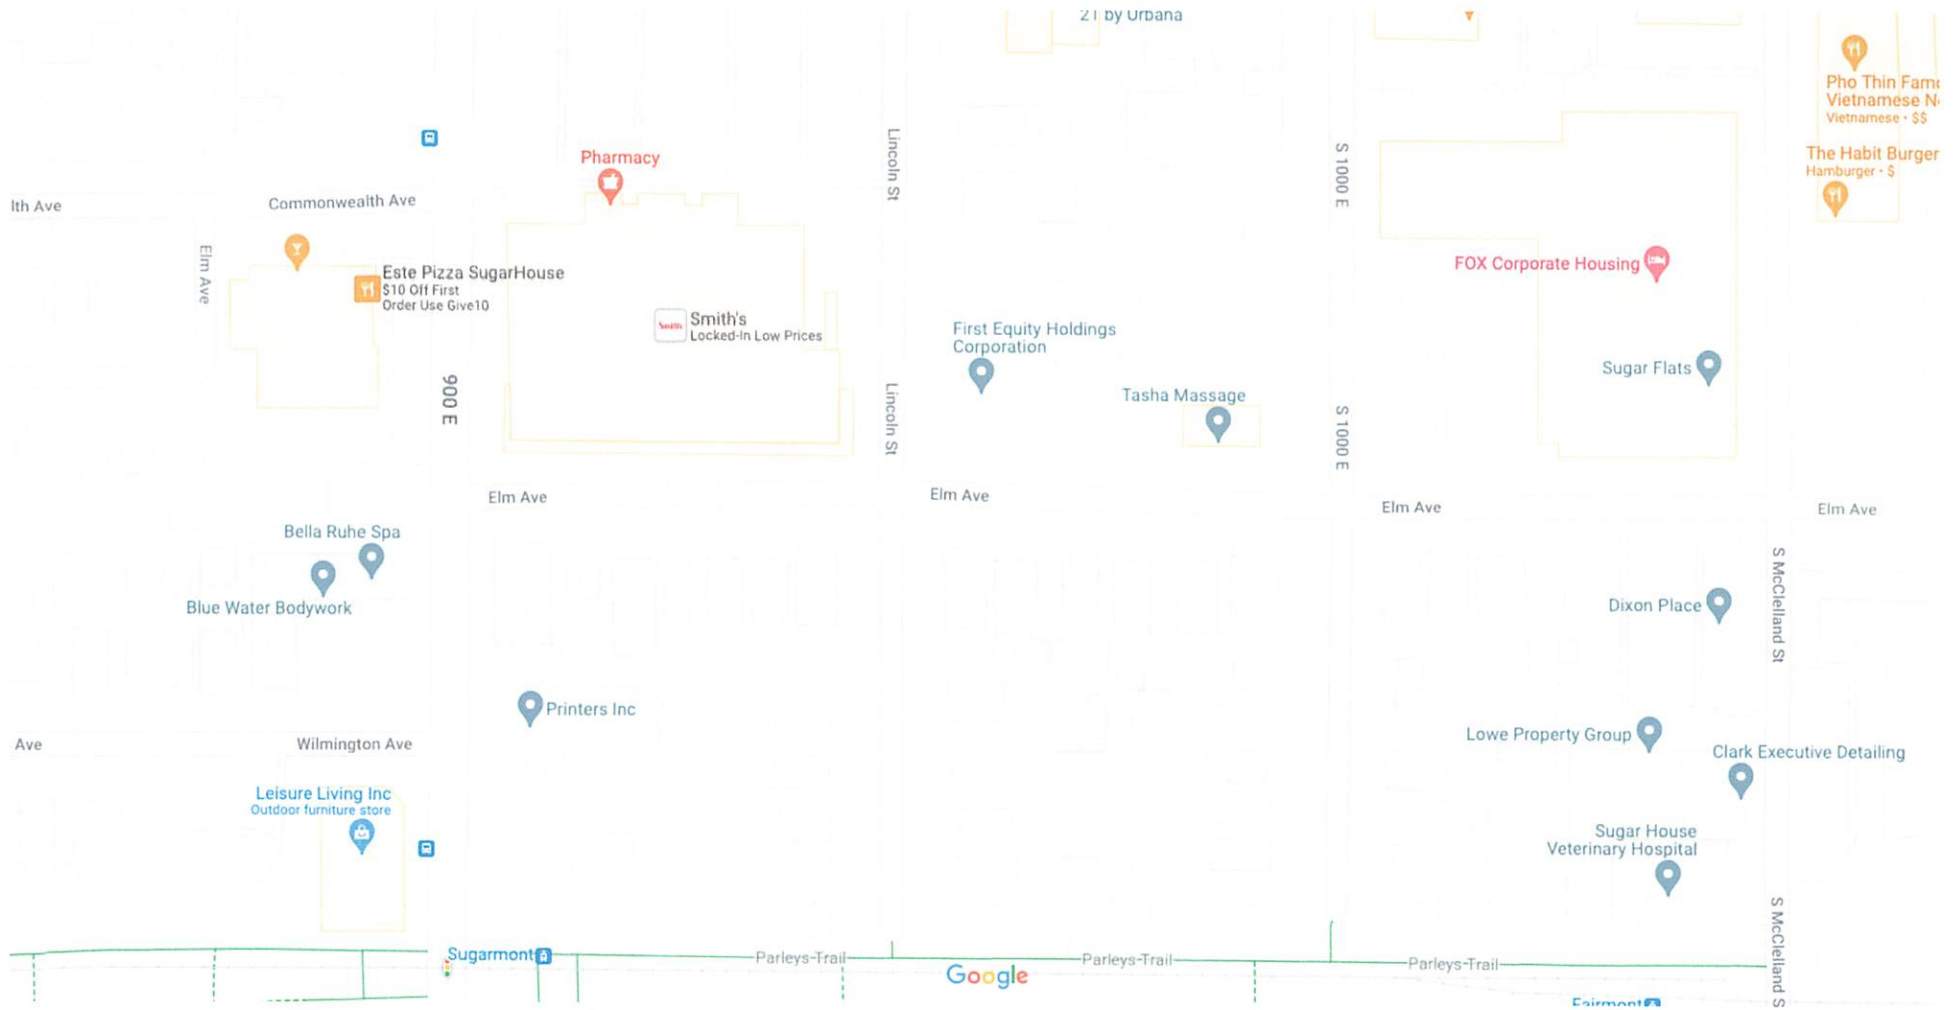 21 by Urbana
Pho Thin
Vietnamese
Vietnamese • $$
The Habit Burger
Hamburger • $
Pharmacy
Lincoln St
S 1000 E
lth Ave
Commonwealth Ave
Elm Ave
Este Pizza SugarHouse
$10 Off First
Order Use Give10
Smith's
Smith's
Locked-In Low Prices
FOX Corporate Housing
First Equity Holdings
Corporation
Sugar Flats
Tasha Massage
900 E
Lincoln St
S 1000 E
Elm Ave
Elm Ave
Elm Ave
Elm Ave
Bella Ruhe Spa
Blue Water Bodywork
S McClelland St
Dixon Place
Printers Inc
Lowe Property Group
Clark Executive Detailing
Ave
Wilmington Ave
Leisure Living Inc
Outdoor furniture store
Sugar House
Veterinary Hospital
S McClelland S
Sugarmont
Parleys-Trail
Parleys-Trail
Parleys-Trail
Google
Fairmont